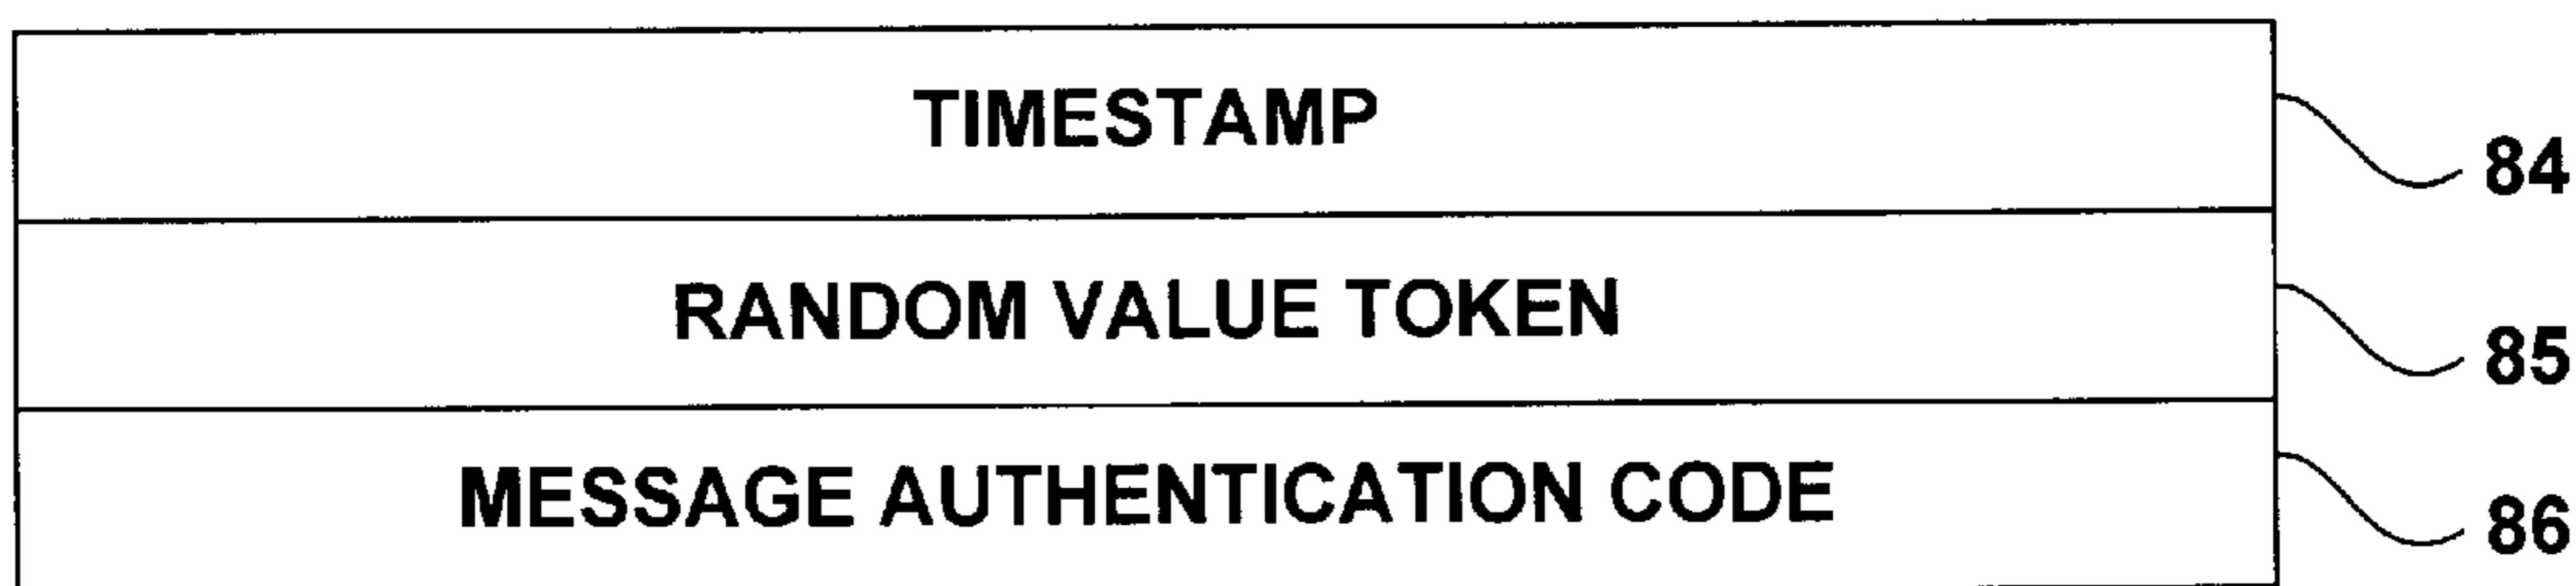 TIMESTAMP
84
RANDOM VALUE TOKEN
85
MESSAGE AUTHENTICATION CODE
86